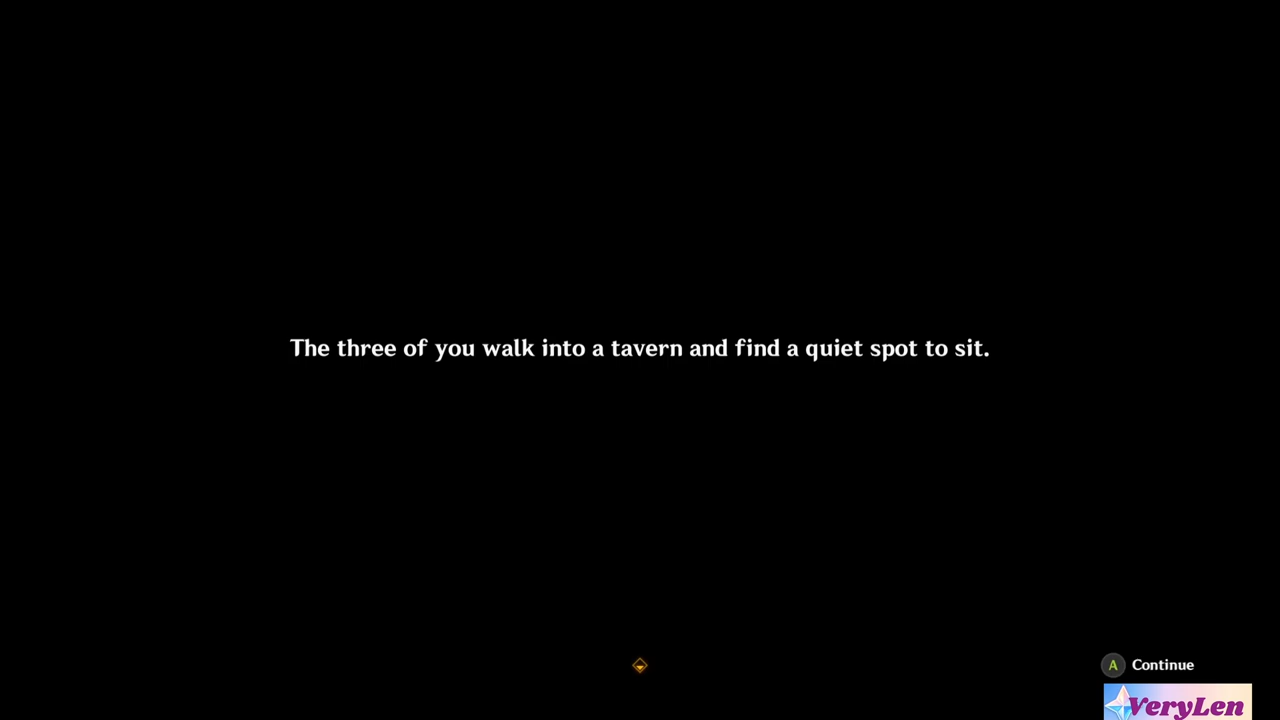 The three of you walk into a tavern and find a quiet spot to sit.
A Continue
VeryLen